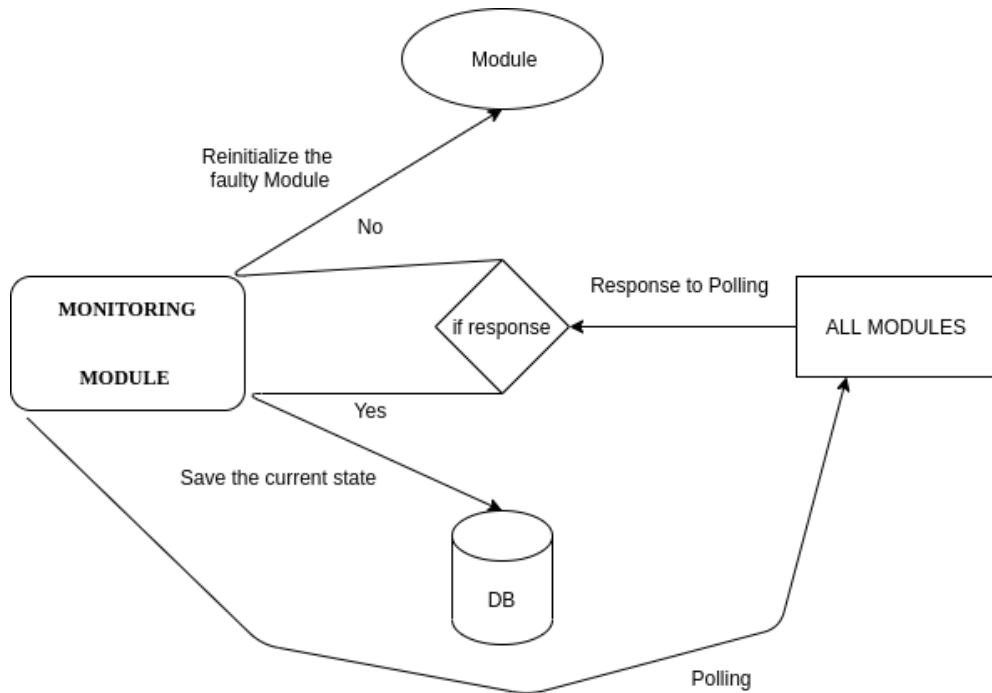 Module
Reinitialize the
faulty Module
No
MONITORING
MODULE
if response
Response to Polling
ALL MODULES
Yes
Save the current state
DB
Polling